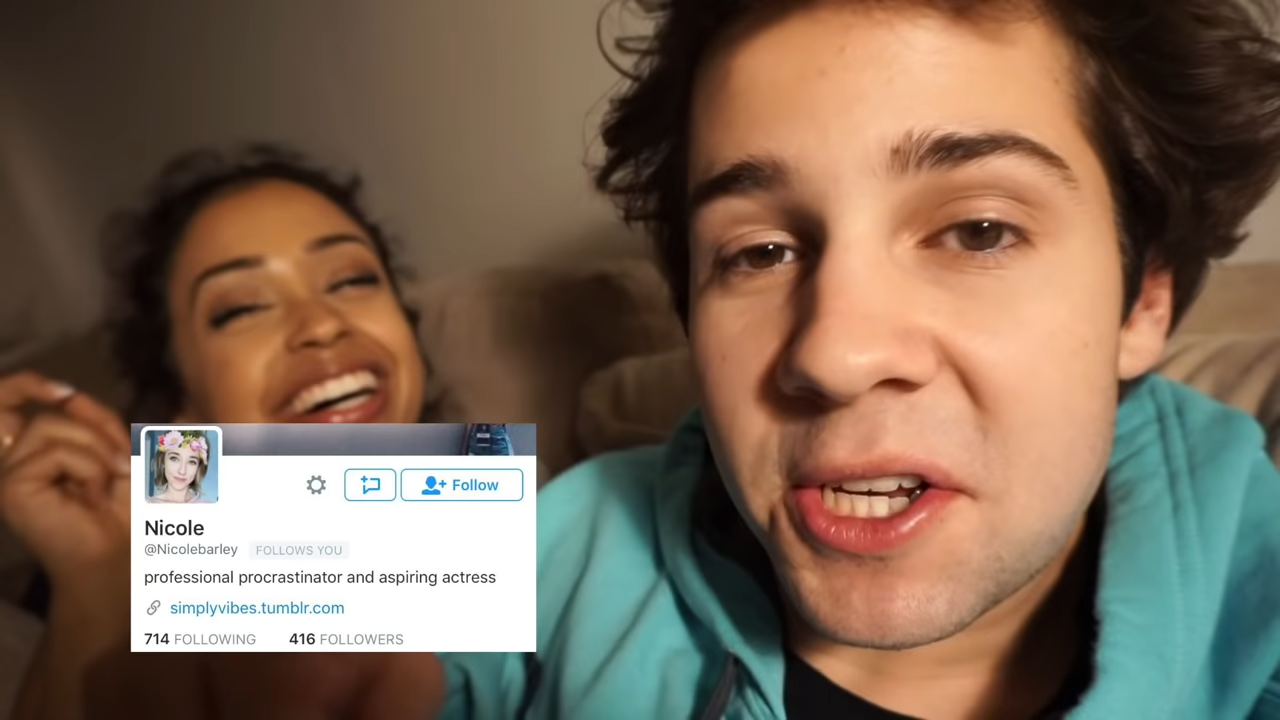 Follow
Nicole
@Nicolebarley FOLLOWS YOU
professional procrastinator and aspiring actress
simplyvibes.tumblr.com
714 FOLLOWING 416 FOLLOWERS